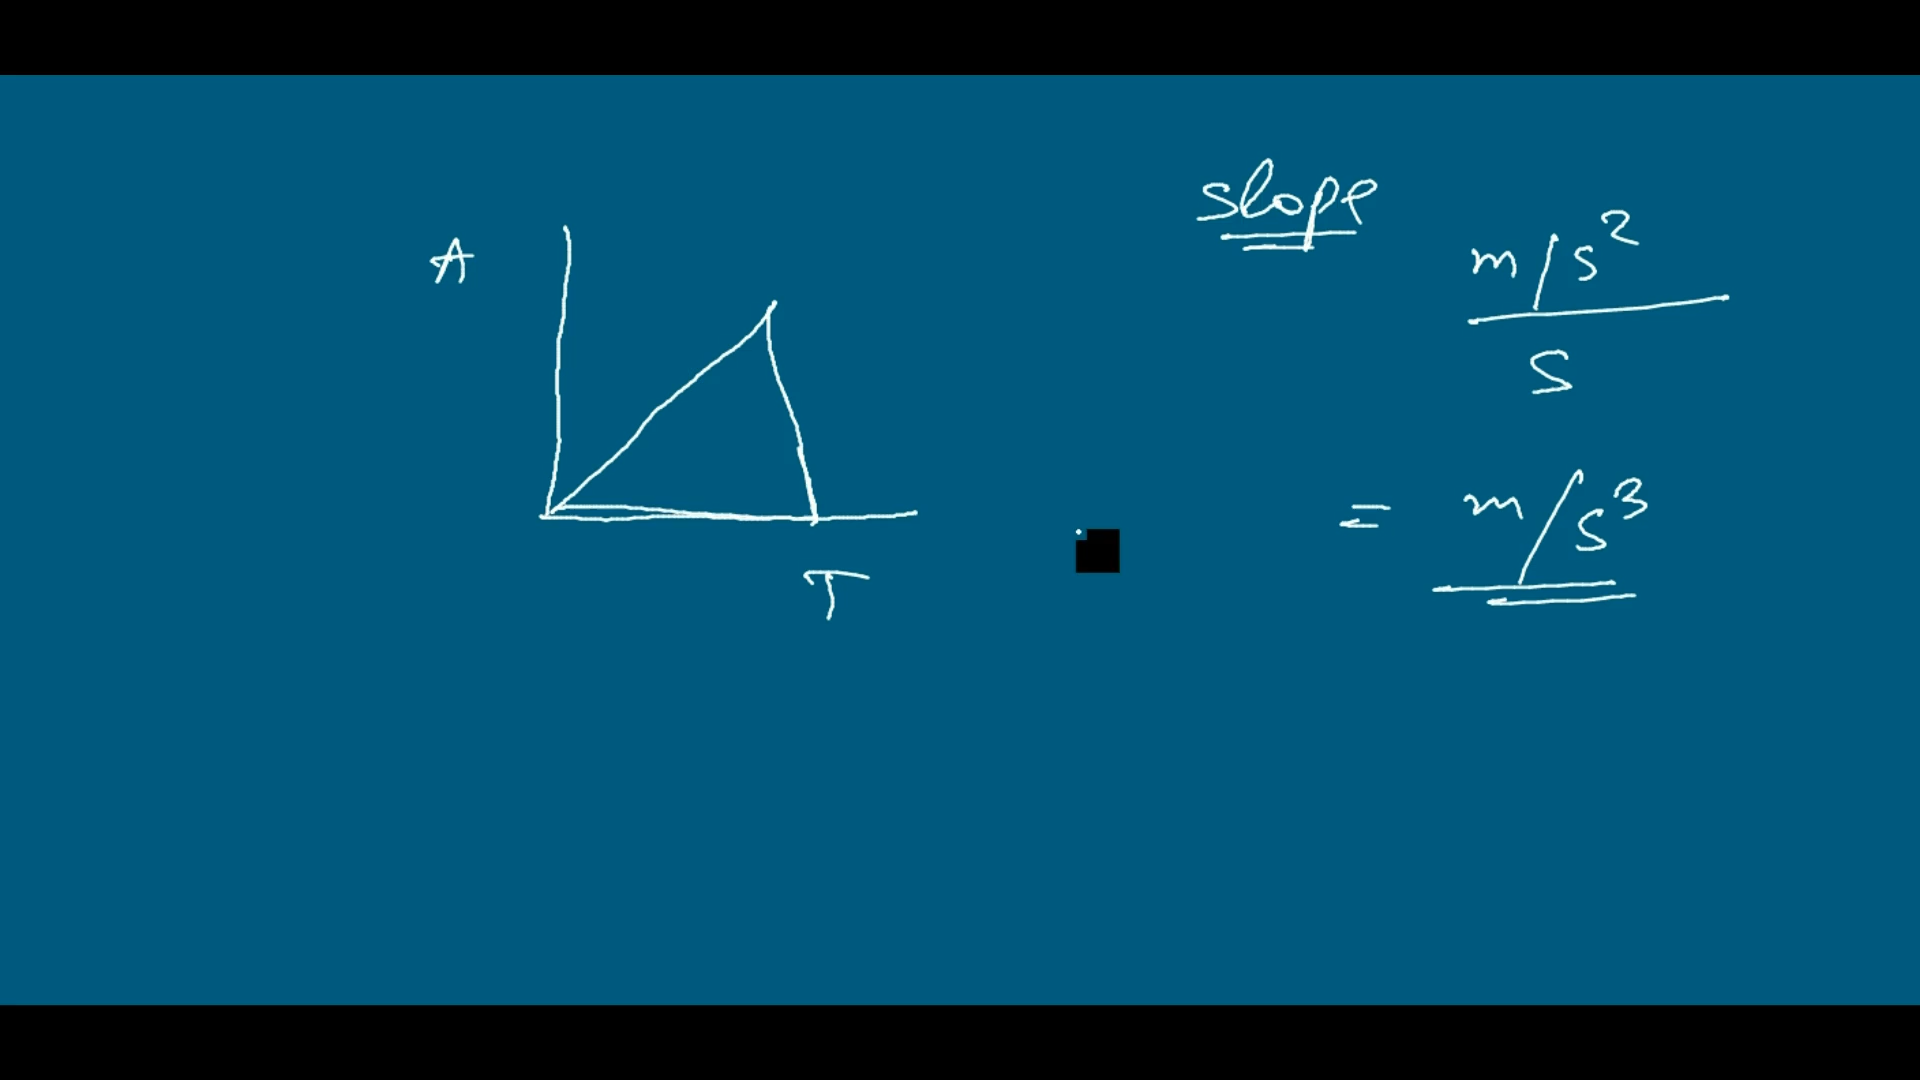 A
T
slope
m/s²
s
= m/s³